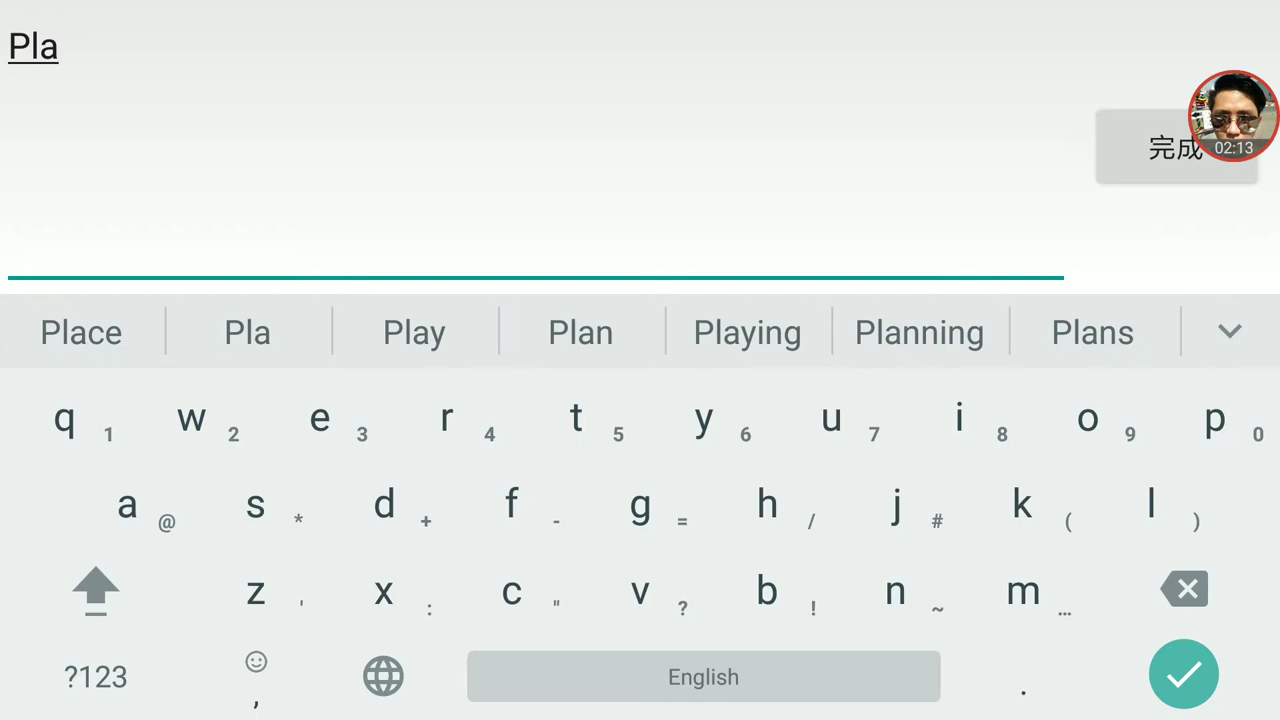 Pla
完成
02:13
Place Pla Play Plan Playing Planning Plans
q 1 w 2 e 3 r 4 t 5 y 6 u 7 i 8 o 9 p 0
a @ s * d + f - g = h / j # k ( l )
z ' x : c " v ? b ! n ~ m …
?123 , English .